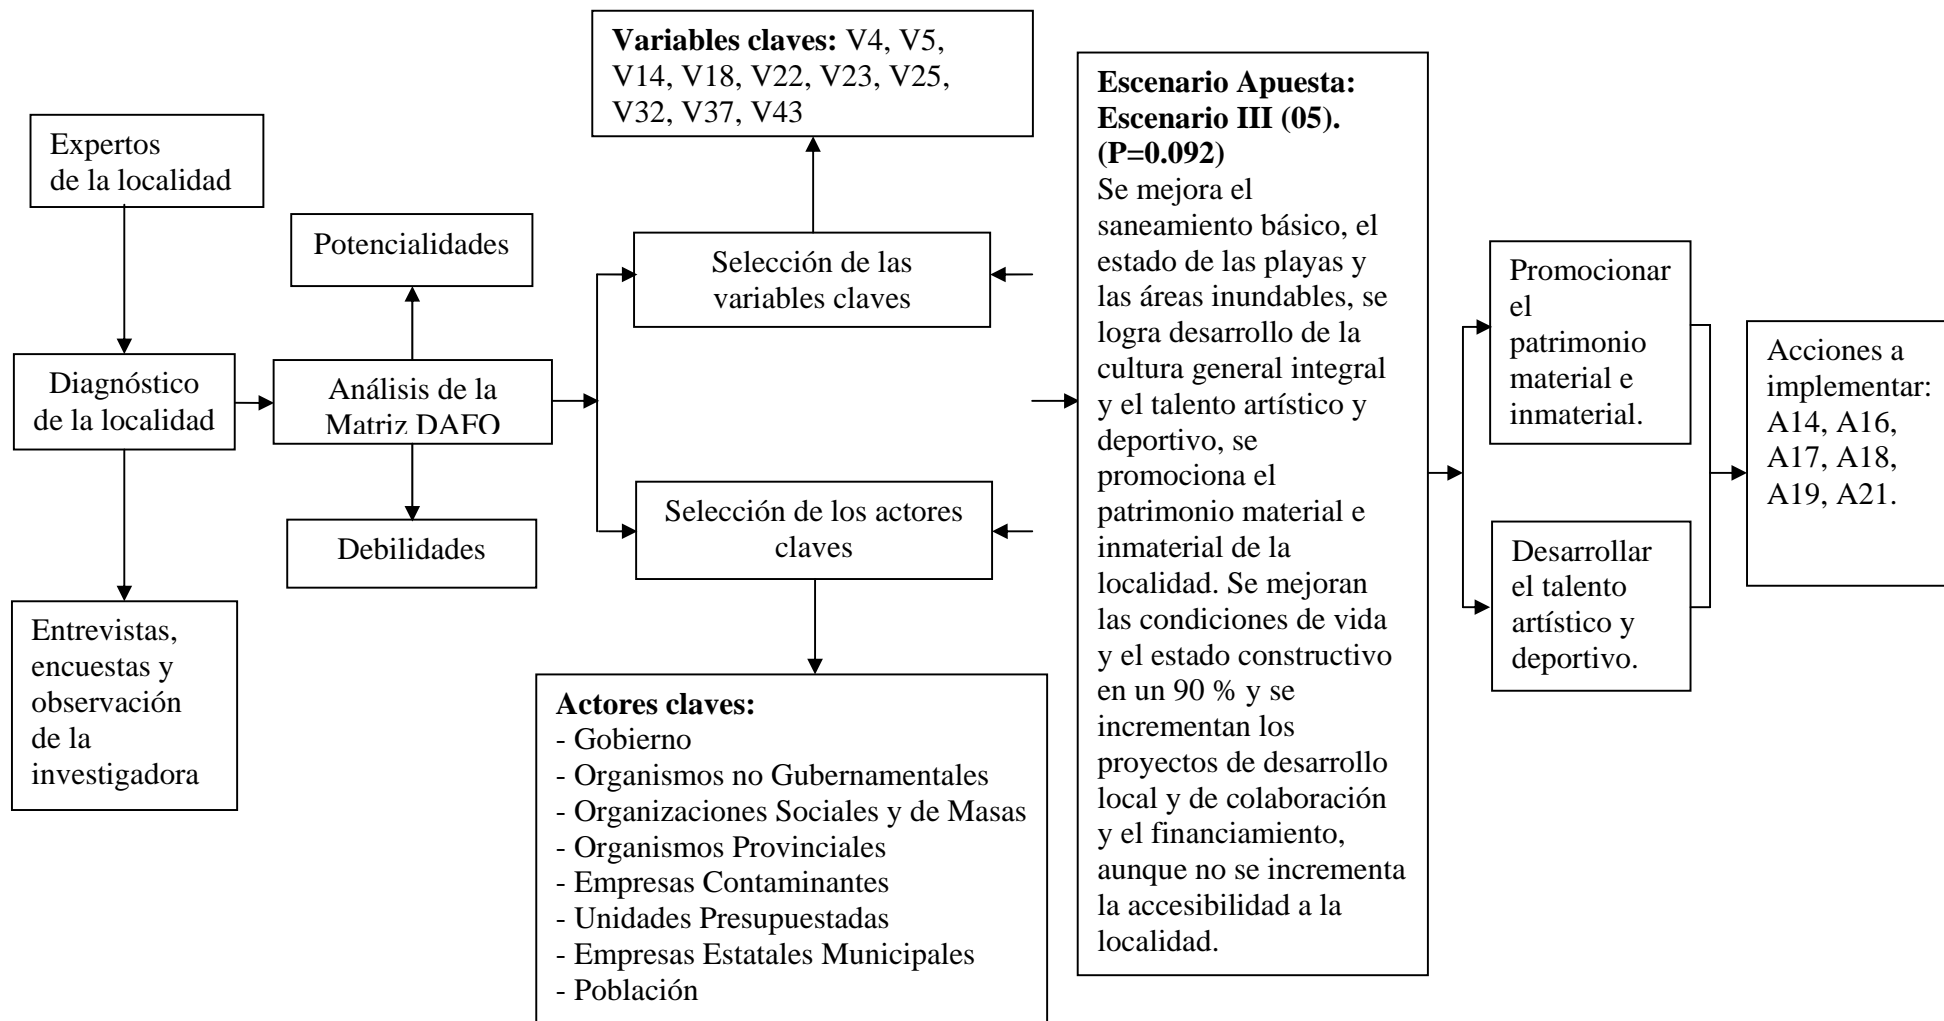 Expertos
de la localidad
Diagnóstico
de la localidad
Entrevistas,
encuestas y
observación
de la
investigadora
Potencialidades
Análisis de la
Matriz DAFO
Debilidades
Variables claves: V4, V5,
V14, V18, V22, V23, V25,
V32, V37, V43
Selección de las
variables claves
Selección de los actores
claves
Actores claves:
- Gobierno
- Organismos no Gubernamentales
- Organizaciones Sociales y de Masas
- Organismos Provinciales
- Empresas Contaminantes
- Unidades Presupuestadas
- Empresas Estatales Municipales
- Población
Escenario Apuesta:
Escenario III (05).
(P=0.092)
Se mejora el
saneamiento básico, el
estado de las playas y
las áreas inundables, se
logra desarrollo de la
cultura general integral
y el talento artístico y
deportivo, se
promociona el
patrimonio material e
inmaterial de la
localidad. Se mejoran
las condiciones de vida
y el estado constructivo
en un 90 % y se
incrementan los
proyectos de desarrollo
local y de colaboración
y el financiamiento,
aunque no se incrementa
la accesibilidad a la
localidad.
Promocionar
el
patrimonio
material e
inmaterial.
Desarrollar
el talento
artístico y
deportivo.
Acciones a
implementar:
A14, A16,
A17, A18,
A19, A21.